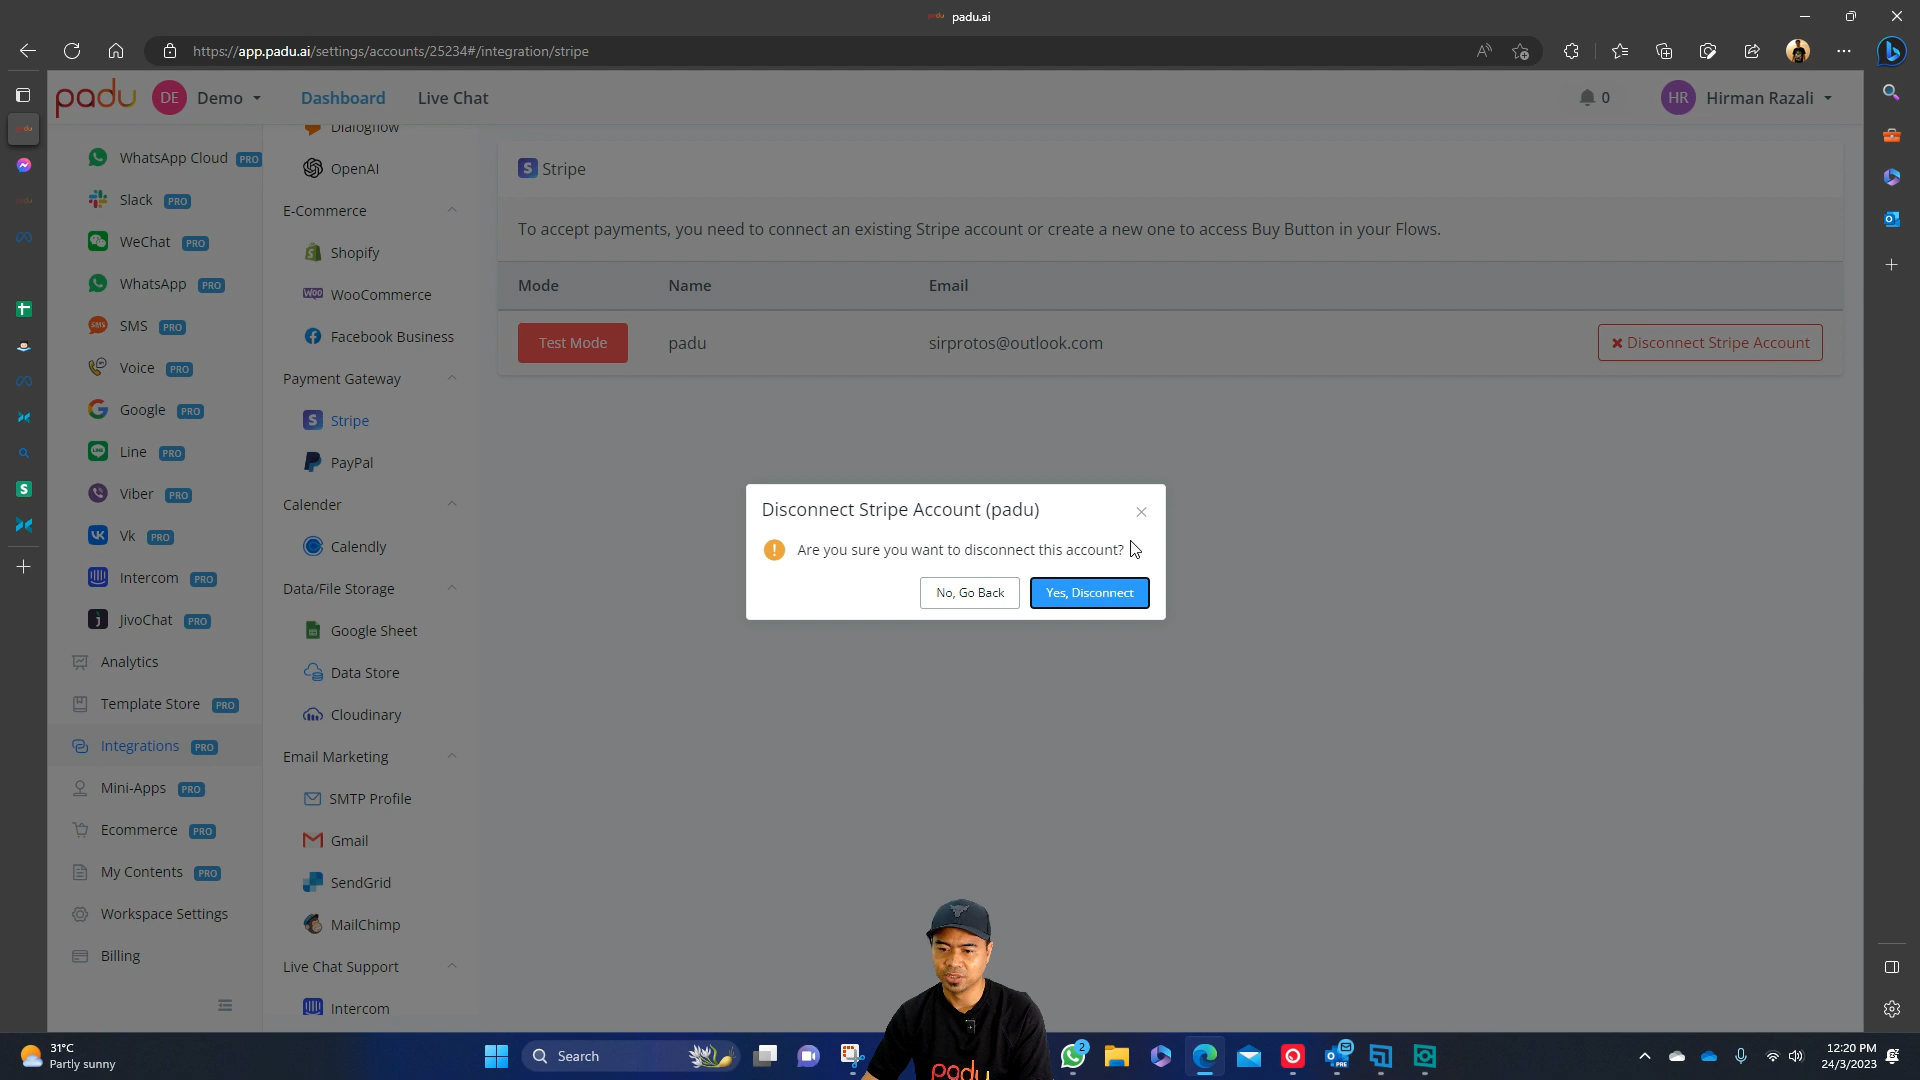 padu.ai
https://app.padu.ai/settings/accounts/25234#/integration/stripe
padu DE Demo Dashboard Live Chat 0 HR Hirman Razali
WhatsApp Cloud PRO
Slack PRO
WeChat PRO
WhatsApp PRO
SMS PRO
Voice PRO
Google PRO
Line PRO
Viber PRO
Vk PRO
Intercom PRO
JivoChat PRO
Analytics
Template Store PRO
Integrations PRO
Mini-Apps PRO
Ecommerce PRO
My Contents PRO
Workspace Settings
Billing
Dialogflow
OpenAI
E-Commerce
Shopify
WooCommerce
Facebook Business
Payment Gateway
Stripe
PayPal
Calender
Calendly
Data/File Storage
Google Sheet
Data Store
Cloudinary
Email Marketing
SMTP Profile
Gmail
SendGrid
MailChimp
Live Chat Support
Intercom
S Stripe
To accept payments, you need to connect an existing Stripe account or create a new one to access Buy Button in your Flows.
Mode Name Email
Test Mode padu sirprotos@outlook.com Disconnect Stripe Account
Disconnect Stripe Account (padu)
Are you sure you want to disconnect this account?
No, Go Back Yes, Disconnect
padu
31°C
Partly sunny
Search
2
PRE
12:20 PM
24/3/2023